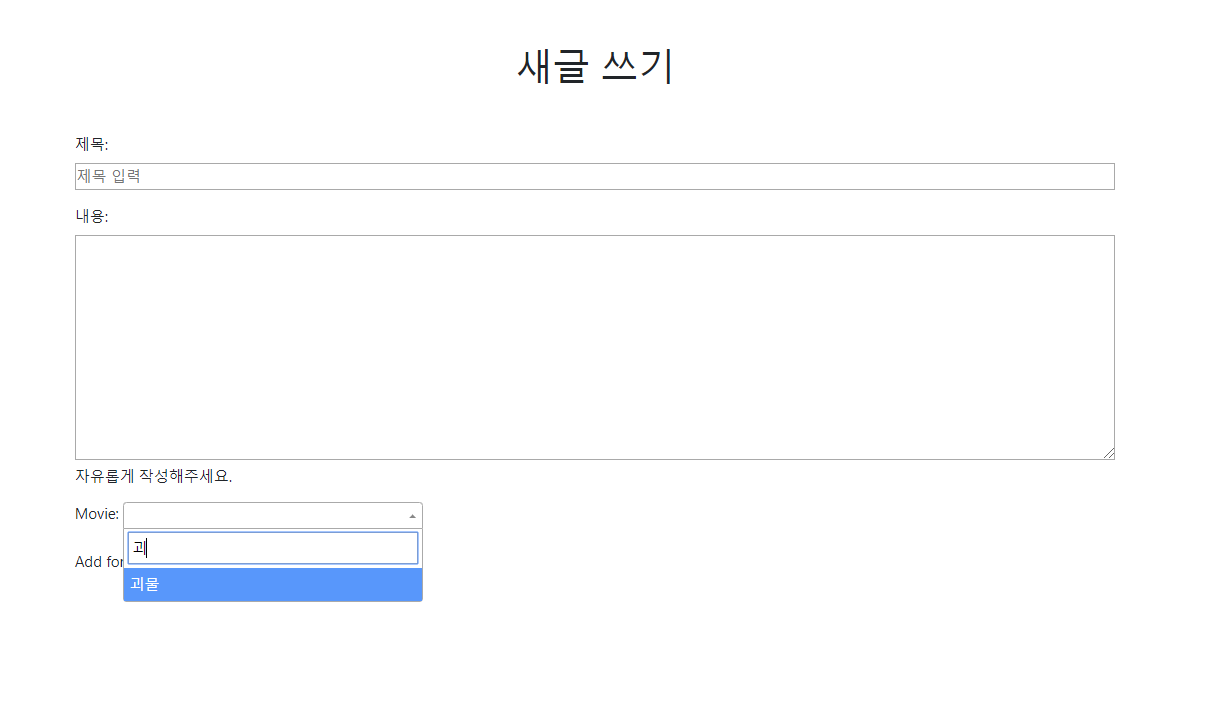 새글 쓰기
제목:
제목 입력
내용:
자유롭게 작성해주세요.
Movie:
괴
Add for
괴물